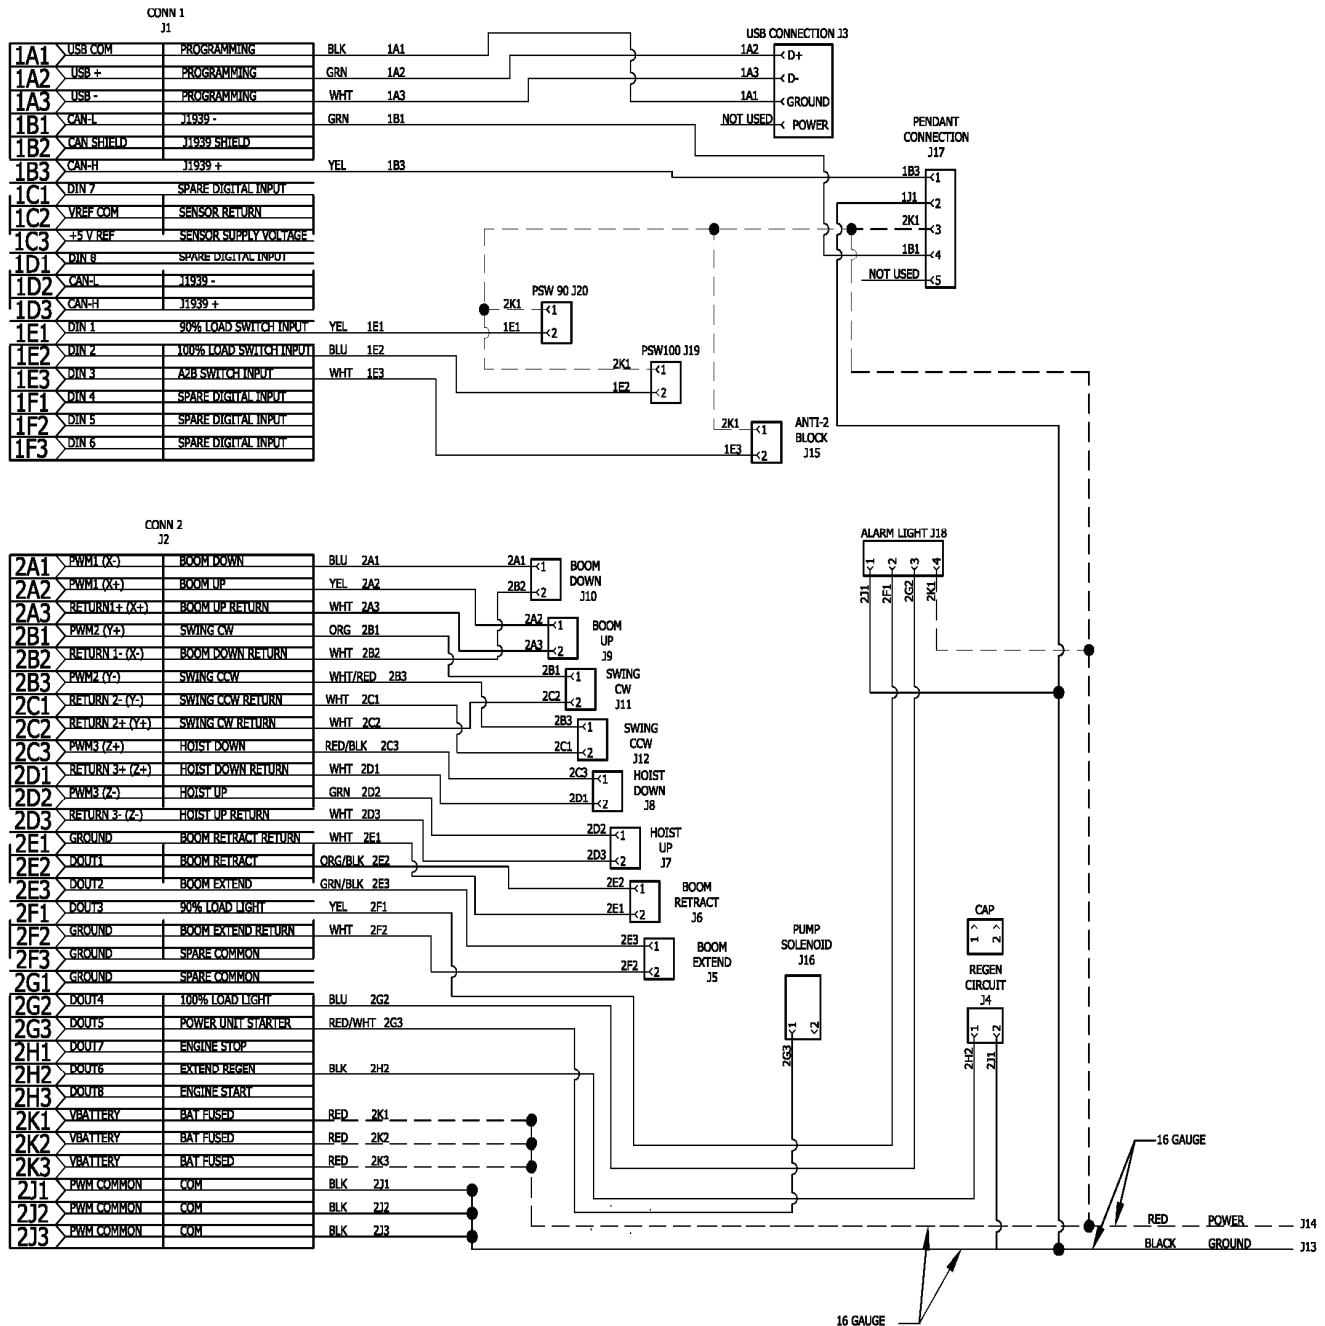 CONN 1
J1
1A1 USB COM PROGRAMMING BLK 1A1
1A2 USB + PROGRAMMING GRN 1A2
1A3 USB - PROGRAMMING WHT 1A3
1B1 CAN-L J1939 - GRN 1B1
1B2 CAN SHIELD J1939 SHIELD
1B3 CAN-H J1939 + YEL 1B3
1C1 DIN 7 SPARE DIGITAL INPUT
1C2 VREF COM SENSOR RETURN
1C3 +5 V REF SENSOR SUPPLY VOLTAGE
1D1 DIN 8 SPARE DIGITAL INPUT
1D2 CAN-L J1939 -
1D3 CAN-H J1939 +
1E1 DIN 1 90% LOAD SWITCH INPUT YEL 1E1
1E2 DIN 2 100% LOAD SWITCH INPUT BLU 1E2
1E3 DIN 3 A2B SWITCH INPUT WHT 1E3
1F1 DIN 4 SPARE DIGITAL INPUT
1F2 DIN 5 SPARE DIGITAL INPUT
1F3 DIN 6 SPARE DIGITAL INPUT
USB CONNECTION J3
1A2 D+
1A3 D-
1A1 GROUND
NOT USED POWER
PENDANT
CONNECTION
J17
1B3 1
1J1 2
2K1 3
1B1 4
NOT USED 5
PSW 90 J20
2K1 1
1E1 2
PSW100 J19
2K1 1
1E2 2
ANTI-2
BLOCK
J15
2K1 1
1E3 2
CONN 2
J2
2A1 PWM1 (X-) BOOM DOWN BLU 2A1
2A2 PWM1 (X+) BOOM UP YEL 2A2
2A3 RETURN1+ (X+) BOOM UP RETURN WHT 2A3
2B1 PWM2 (Y+) SWING CW ORG 2B1
2B2 RETURN 1- (X-) BOOM DOWN RETURN WHT 2B2
2B3 PWM2 (Y-) SWING CCW WHT/RED 2B3
2C1 RETURN 2- (Y-) SWING CCW RETURN WHT 2C1
2C2 RETURN 2+ (Y+) SWING CW RETURN WHT 2C2
2C3 PWM3 (Z+) HOIST DOWN RED/BLK 2C3
2D1 RETURN 3+ (Z+) HOIST DOWN RETURN WHT 2D1
2D2 PWM3 (Z-) HOIST UP GRN 2D2
2D3 RETURN 3- (Z-) HOIST UP RETURN WHT 2D3
2E1 GROUND BOOM RETRACT RETURN WHT 2E1
2E2 DOUT1 BOOM RETRACT ORG/BLK 2E2
2E3 DOUT2 BOOM EXTEND GRN/BLK 2E3
2F1 DOUT3 90% LOAD LIGHT YEL 2F1
2F2 GROUND BOOM EXTEND RETURN WHT 2F2
2F3 GROUND SPARE COMMON
2G1 GROUND SPARE COMMON
2G2 DOUT4 100% LOAD LIGHT BLU 2G2
2G3 DOUT5 POWER UNIT STARTER RED/WHT 2G3
2H1 DOUT7 ENGINE STOP
2H2 DOUT6 EXTEND REGEN BLK 2H2
2H3 DOUT8 ENGINE START
2K1 VBATTERY BAT FUSED RED 2K1
2K2 VBATTERY BAT FUSED RED 2K2
2K3 VBATTERY BAT FUSED RED 2K3
2J1 PWM COMMON COM BLK 2J1
2J2 PWM COMMON COM BLK 2J2
2J3 PWM COMMON COM BLK 2J3
2A1 1
2B2 2
BOOM
DOWN
J10
2A2 1
2A3 2
BOOM
UP
J9
2B1 1
2C2 2
SWING
CW
J11
2B3 1
2C1 2
SWING
CCW
J12
2C3 1
2D1 2
HOIST
DOWN
J8
2D2 1
2D3 2
HOIST
UP
J7
2E2 1
2E1 2
BOOM
RETRACT
J6
2E3 1
2F2 2
BOOM
EXTEND
J5
ALARM LIGHT J18
1 2 3 4
2J1 2F1 2G2 2K1
PUMP
SOLENOID
J16
1 2
2G3
CAP
1 2
REGEN
CIRCUIT
J4
1 2
2H2 2J1
16 GAUGE
RED POWER J14
BLACK GROUND J13
16 GAUGE